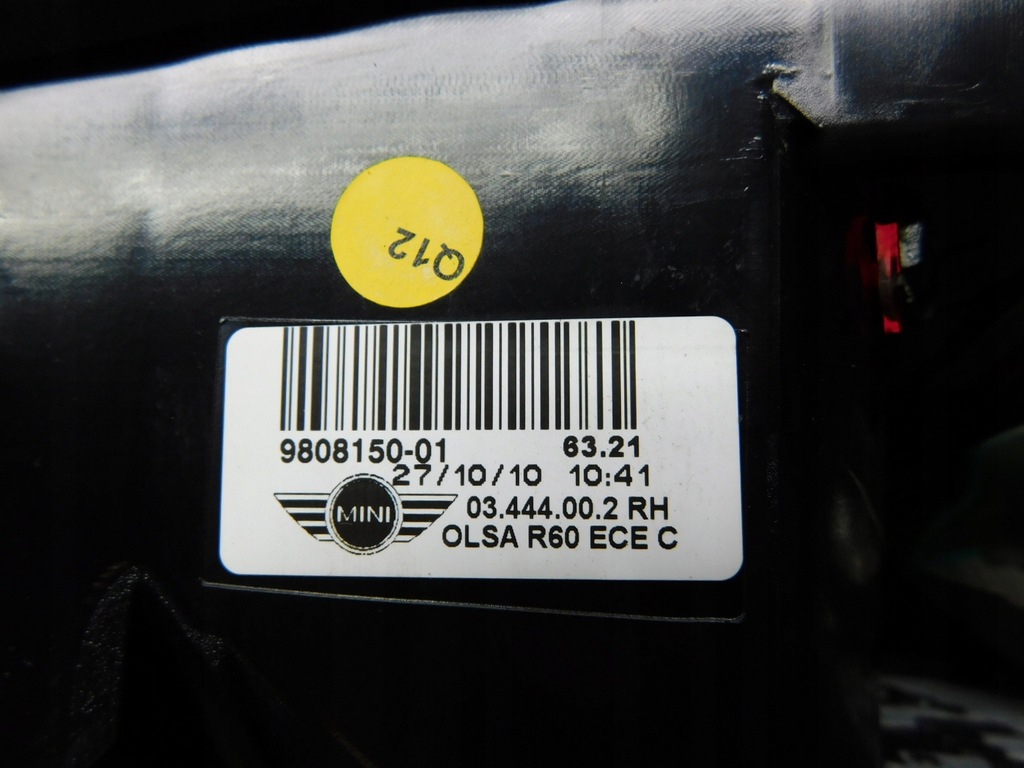 Q12
9808150-01 63.21
27/10/10 10:41
MINI
03.444.00.2 RH
OLSA R60 ECE C